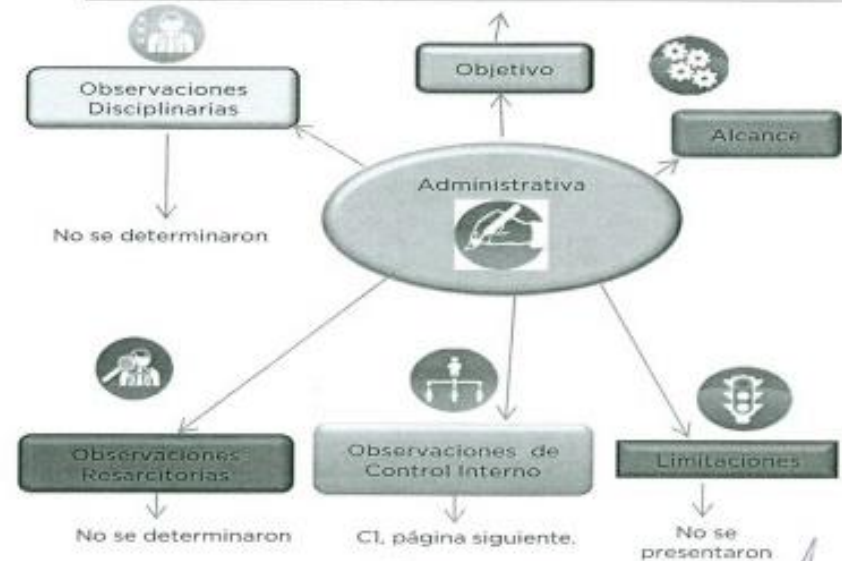 Objetivo
Observaciones
Disciplinarias
Alcance
Administrativa
No se determinaron
Observaciones
Resarcitorias
Observaciones de
Control Interno
Limitaciones
No se determinaron
C1, página siguiente.
No se
presentaron